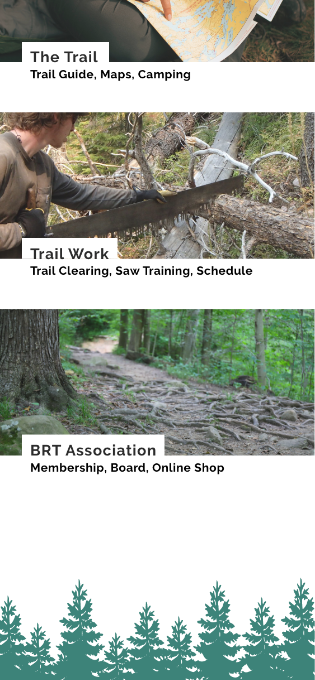 The Trail
Trail Guide, Maps, Camping
Trail Work
Trail Clearing, Saw Training, Schedule
BRT Association
Membership, Board, Online Shop